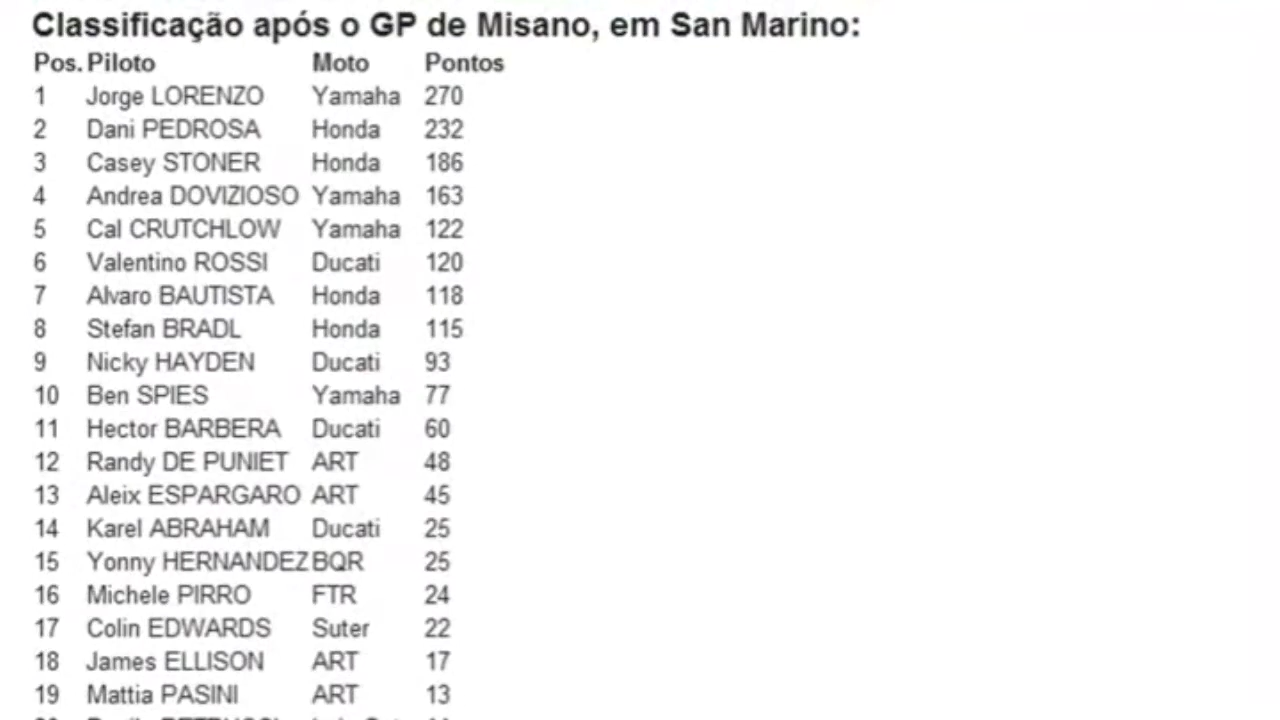 Classificação após o GP de Misano, em San Marino:
Pos. Piloto Moto Pontos
1 Jorge LORENZO Yamaha 270
2 Dani PEDROSA Honda 232
3 Casey STONER Honda 186
4 Andrea DOVIZIOSO Yamaha 163
5 Cal CRUTCHLOW Yamaha 122
6 Valentino ROSSI Ducati 120
7 Alvaro BAUTISTA Honda 118
8 Stefan BRADL Honda 115
9 Nicky HAYDEN Ducati 93
10 Ben SPIES Yamaha 77
11 Hector BARBERA Ducati 60
12 Randy DE PUNIET ART 48
13 Aleix ESPARGARO ART 45
14 Karel ABRAHAM Ducati 25
15 Yonny HERNANDEZ BQR 25
16 Michele PIRRO FTR 24
17 Colin EDWARDS Suter 22
18 James ELLISON ART 17
19 Mattia PASINI ART 13